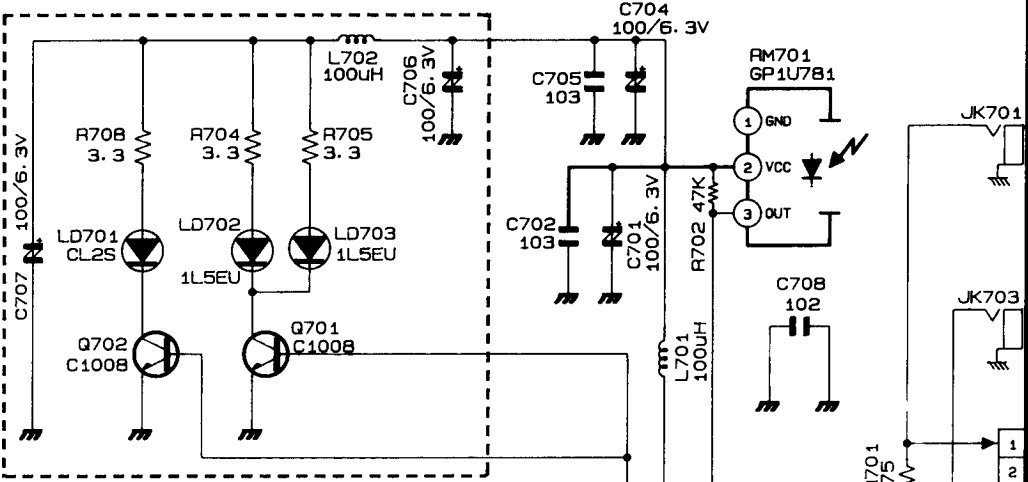 C704
100/6.3V
L702
100uH
C706
100/6.3V
C705
103
RM701
GP1U781
1 GND
2 VCC
3 OUT
JK701
R708
3.3
R704
3.3
R705
3.3
100/6.3V
C707
LD701
CL2S
LD702
1L5EU
LD703
1L5EU
C702
103
C701
100/6.3V
R702 47K
C708
102
JK703
Q702
C1008
Q701
C1008
L701
100uH
1
2